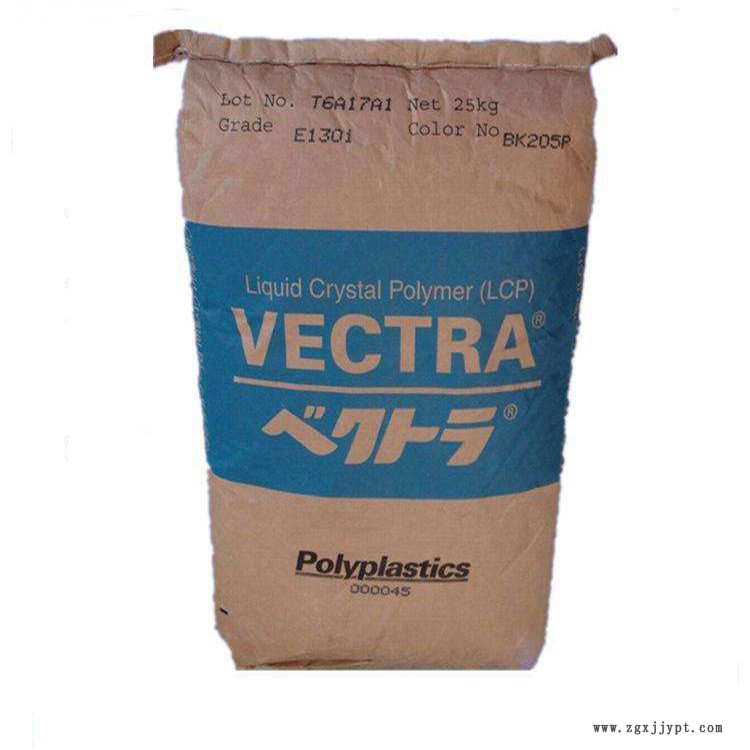 Lot No. T6A17A1 Net 25kg
Grade E130i Color No BK205P
Liquid Crystal Polymer (LCP)
VECTRA®
ベクトラ®
Polyplastics
000045
www.zgxjjypt.com